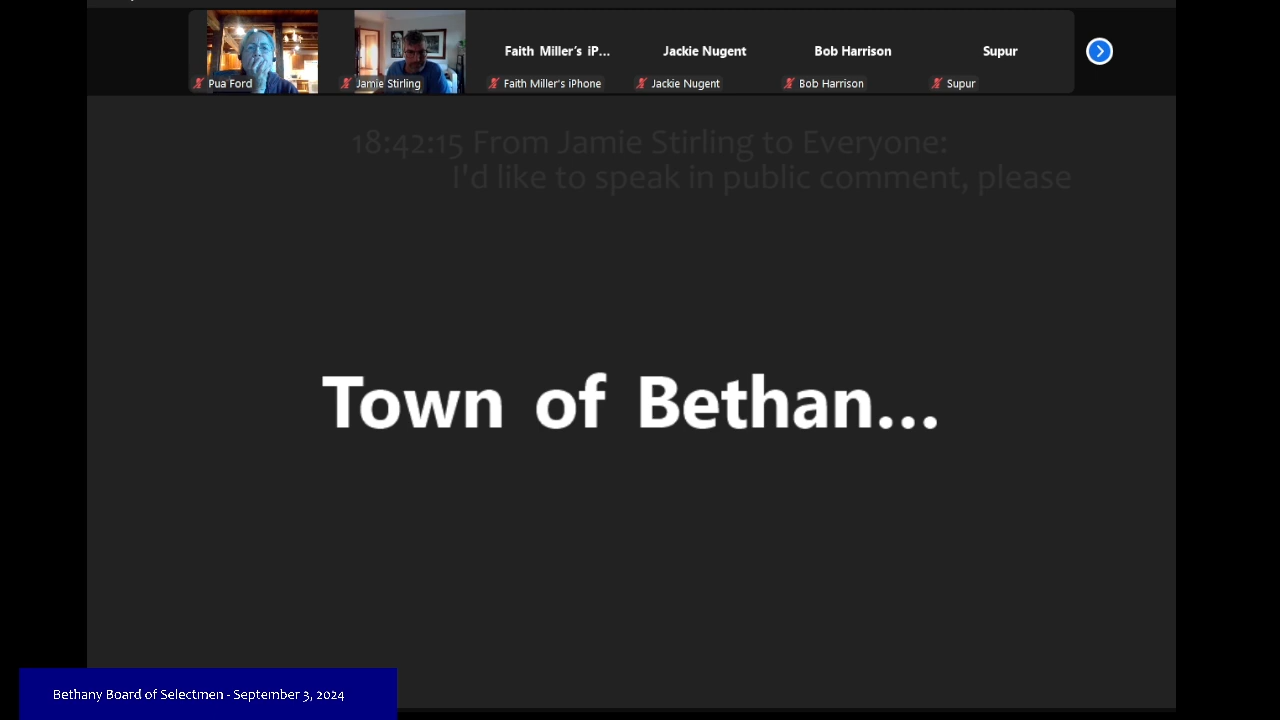 Faith Miller's iP...
Jackie Nugent
Bob Harrison
Supur
Pua Ford
Jamie Stirling
Faith Miller's iPhone
Jackie Nugent
Bob Harrison
Supur
18:42:15 From Jamie Stirling to Everyone:
I'd like to speak in public comment, please
Town of Bethan...
Bethany Board of Selectmen - September 3, 2024